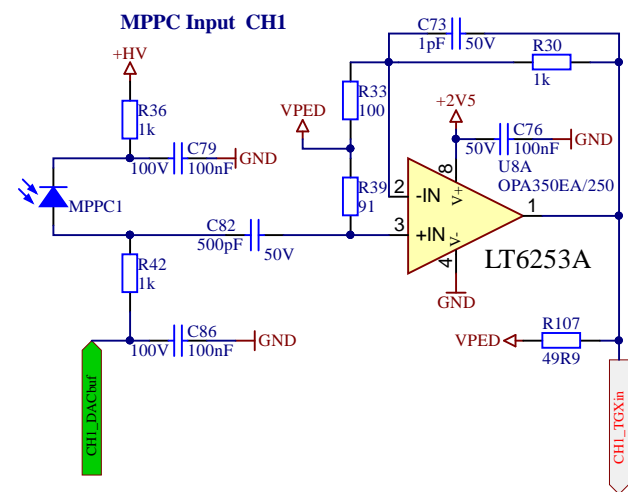 MPPC Input CH1
C73
1pF
50V
R30
1k
+HV
R33
100
VPED
+2V5
R36
1k
C79
100V
100nF
GND
C76
50V
100nF
GND
U8A
OPA350EA/250
MPPC1
R39
91
8
2
-IN
V+
3
+IN
V-
1
4
LT6253A
GND
C82
500pF
50V
R42
1k
C86
100V
100nF
GND
VPED
R107
49R9
CH1_DACbuf
CH1_TGXin